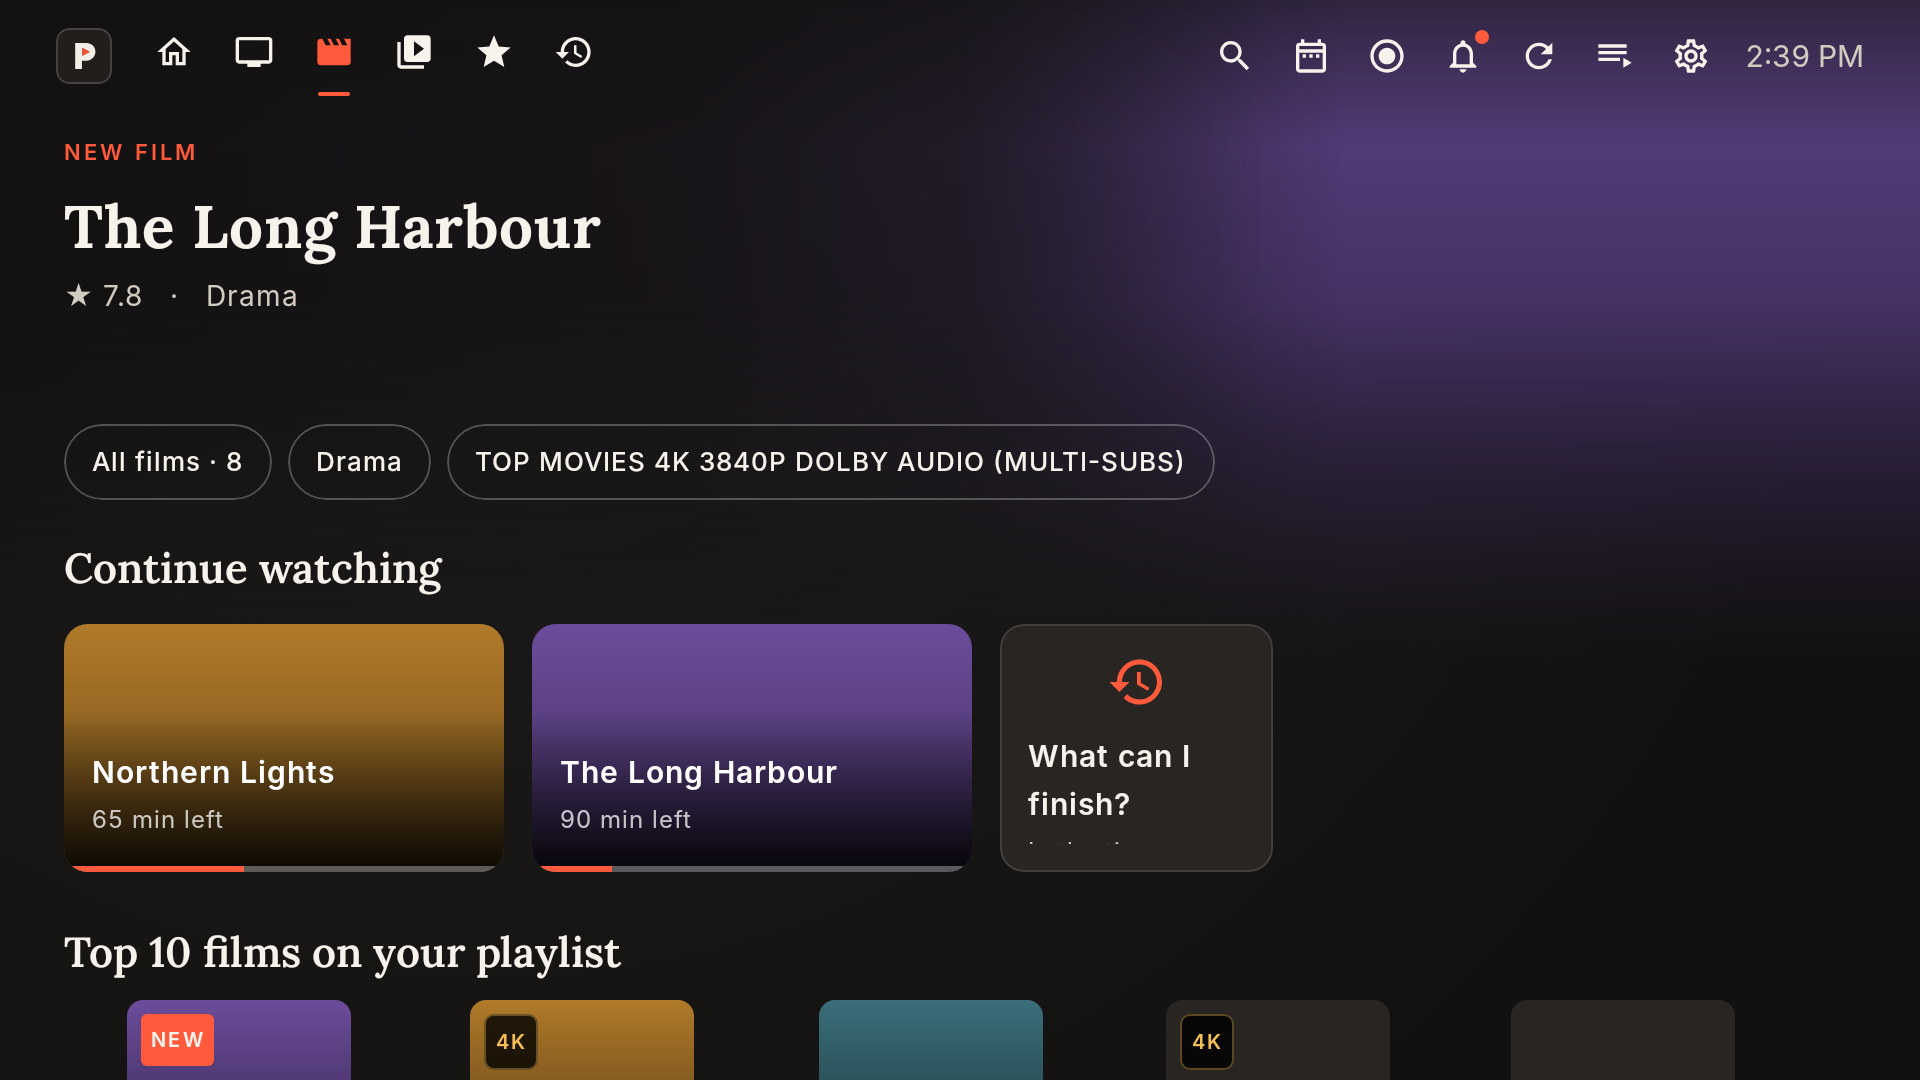 P
2:39 PM
NEW FILM
The Long Harbour
★ 7.8 · Drama
All films · 8
Drama
TOP MOVIES 4K 3840P DOLBY AUDIO (MULTI-SUBS)
Continue watching
Northern Lights
65 min left
The Long Harbour
90 min left
What can I
finish?
Top 10 films on your playlist
NEW
4K
4K